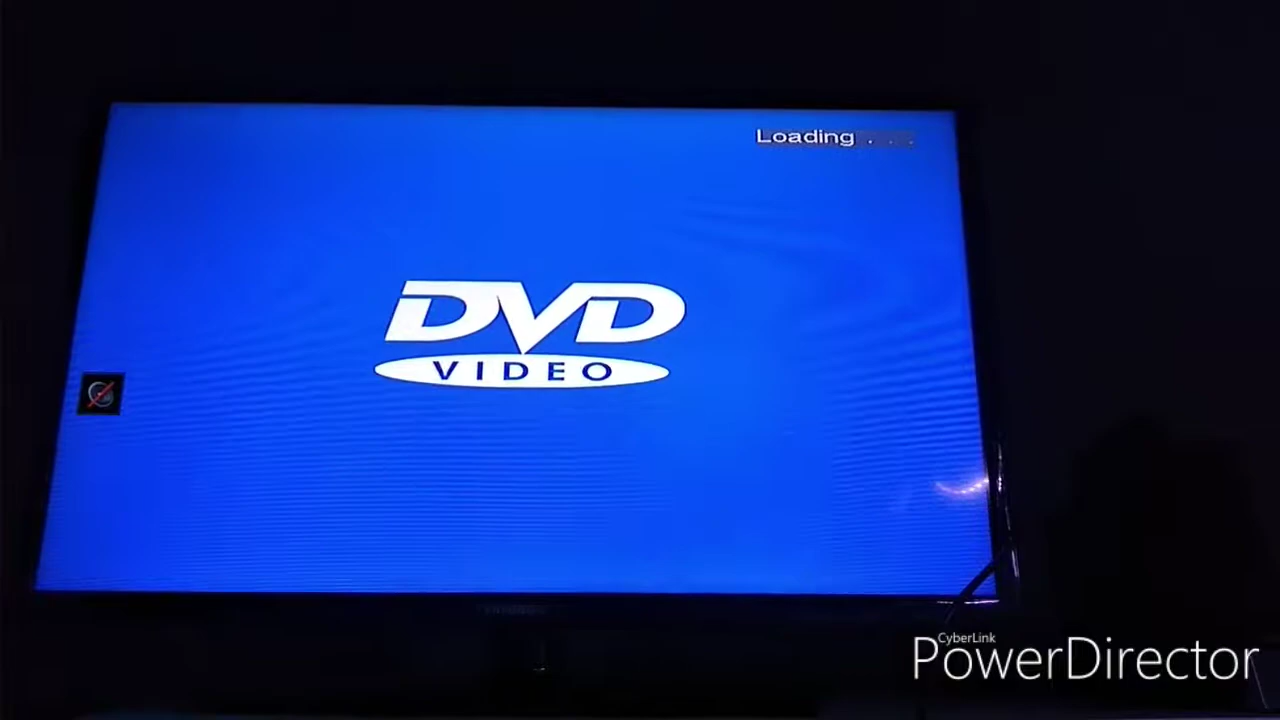 Loading . . .
DVD
VIDEO
CyberLink
PowerDirector